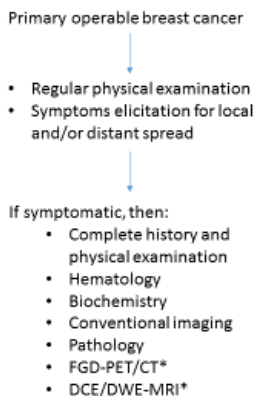 Primary operable breast cancer
• Regular physical examination
• Symptoms elicitation for local
and/or distant spread
If symptomatic, then:
• Complete history and
physical examination
• Hematology
• Biochemistry
• Conventional imaging
• Pathology
• FGD-PET/CT*
• DCE/DWE-MRI*